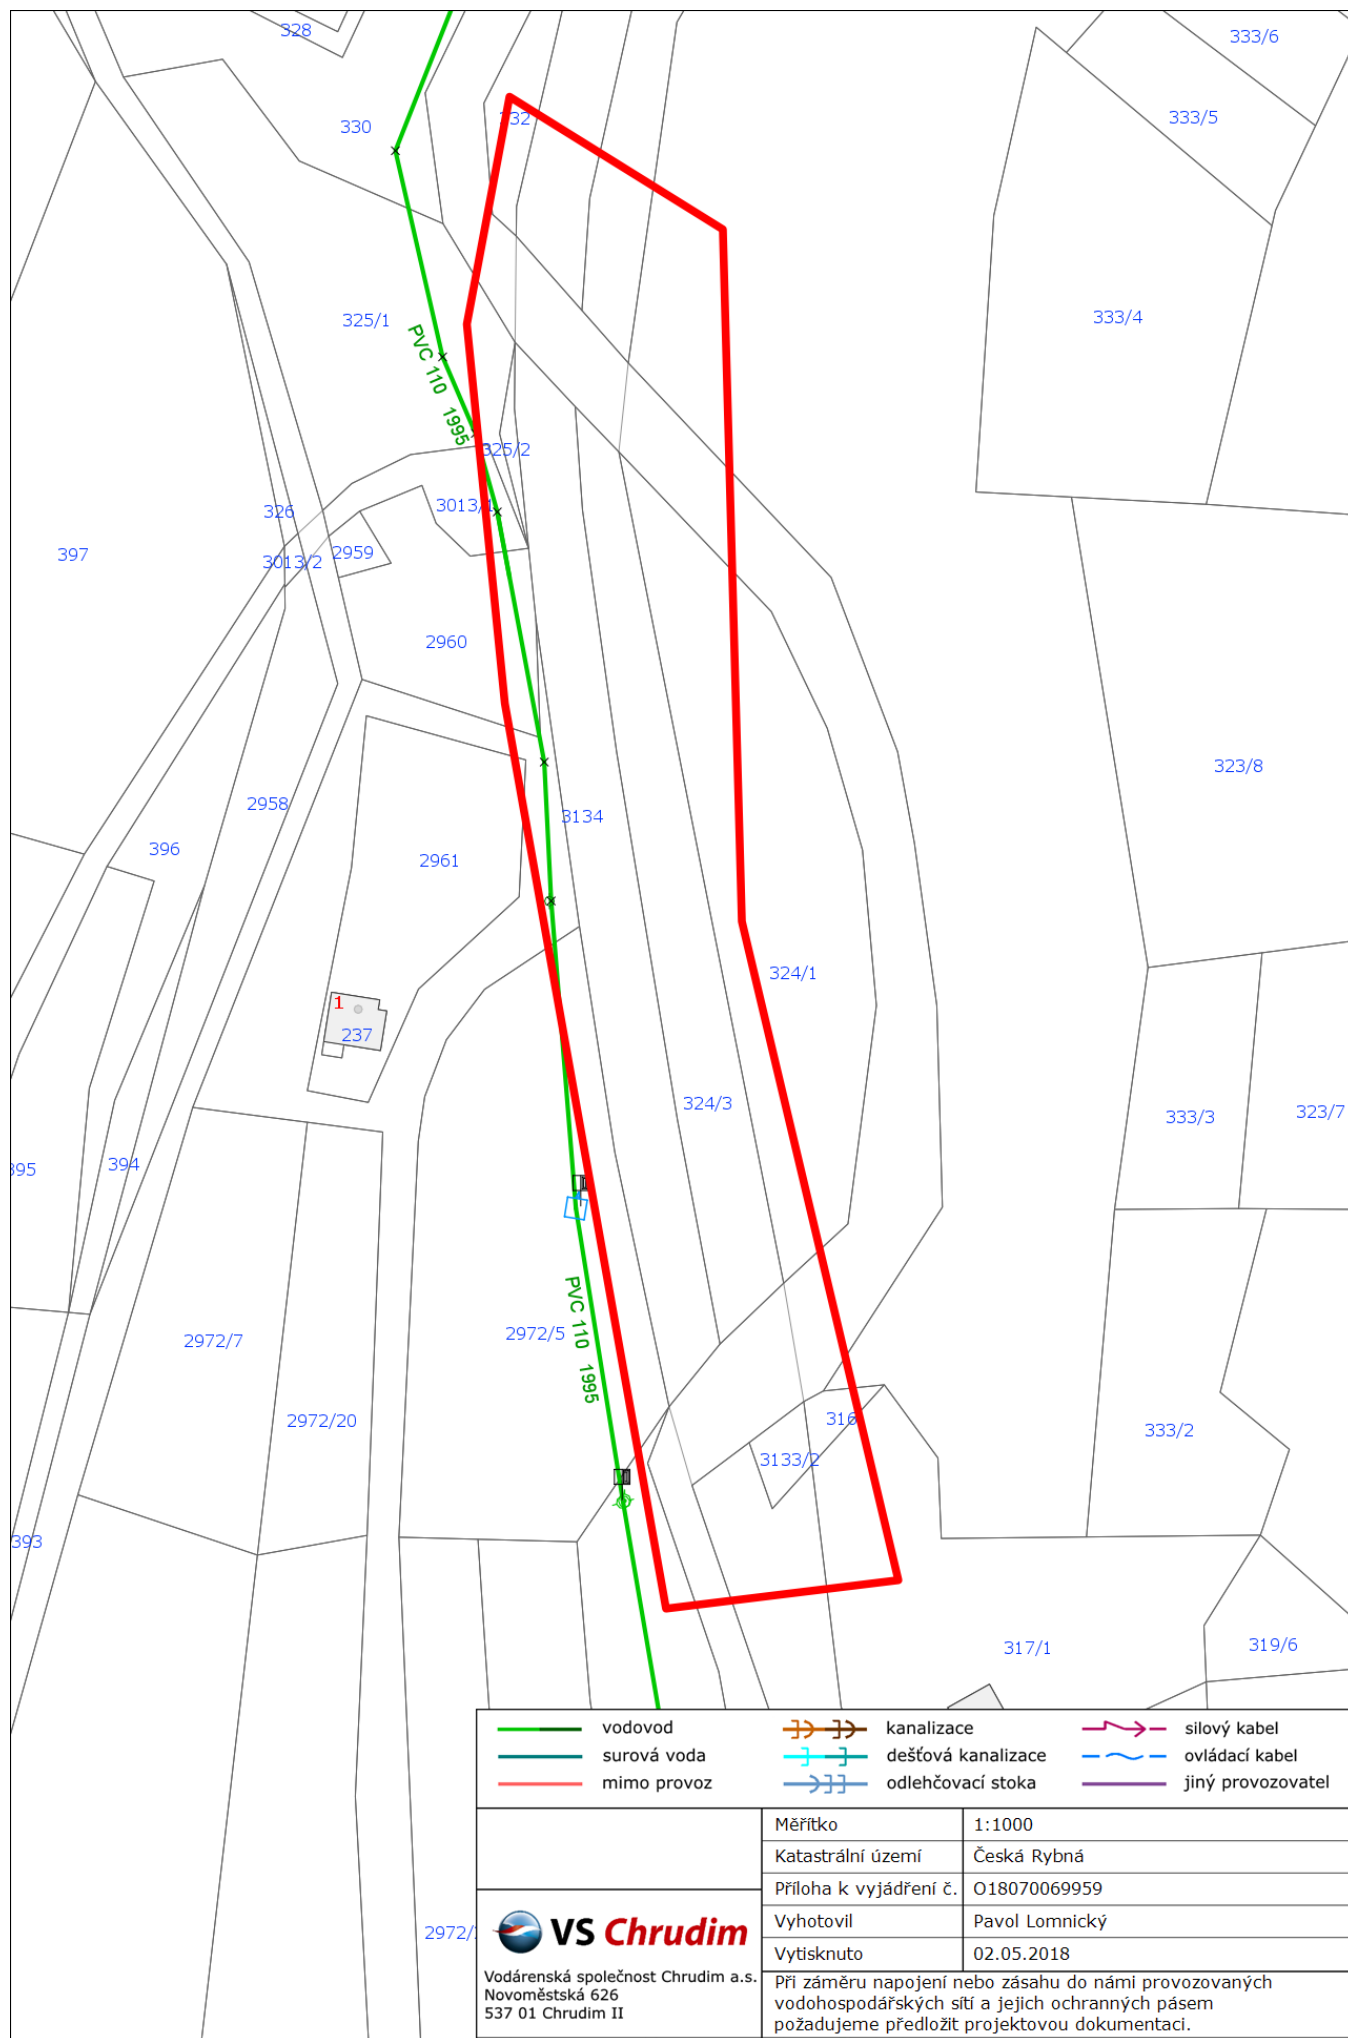 328
333/6
332
333/5
330
325/1
333/4
PVC 110 1995
325/2
3013/1
326
397
3013/2
2959
2960
323/8
2958
3134
396
2961
324/1
1
237
324/3
333/3
323/7
395
394
2972/7
2972/5
PVC 110 1995
2972/20
316
333/2
3133/2
393
317/1
319/6
vodovod
kanalizace
silový kabel
surová voda
dešťová kanalizace
ovládací kabel
mimo provoz
odlehčovací stoka
jiný provozovatel
Měřítko 1:1000
Katastrální území Česká Rybná
Příloha k vyjádření č. O18070069959
Vyhotovil Pavol Lomnický
Vytisknuto 02.05.2018
2972/
VS Chrudim
Vodárenská společnost Chrudim a.s.
Novoměstská 626
537 01 Chrudim II
Při záměru napojení nebo zásahu do námi provozovaných
vodohospodářských sítí a jejich ochranných pásem
požadujeme předložit projektovou dokumentaci.